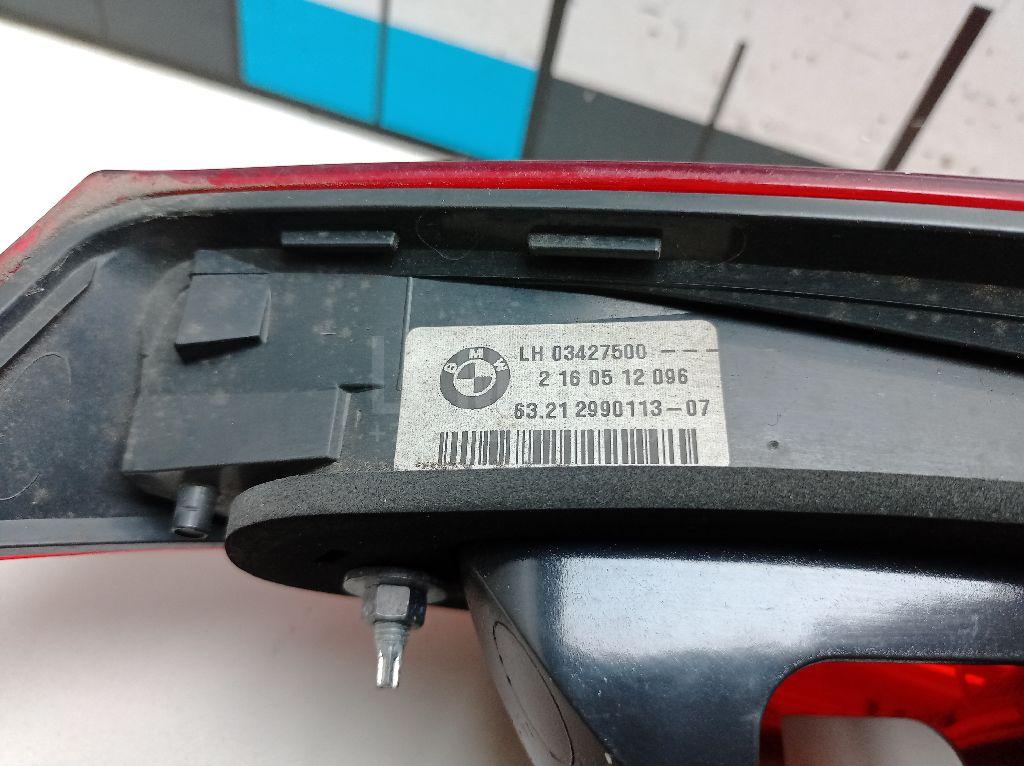 BMW
LH 03427500 ---
2 16 05 12 096
63.21 2990113-07